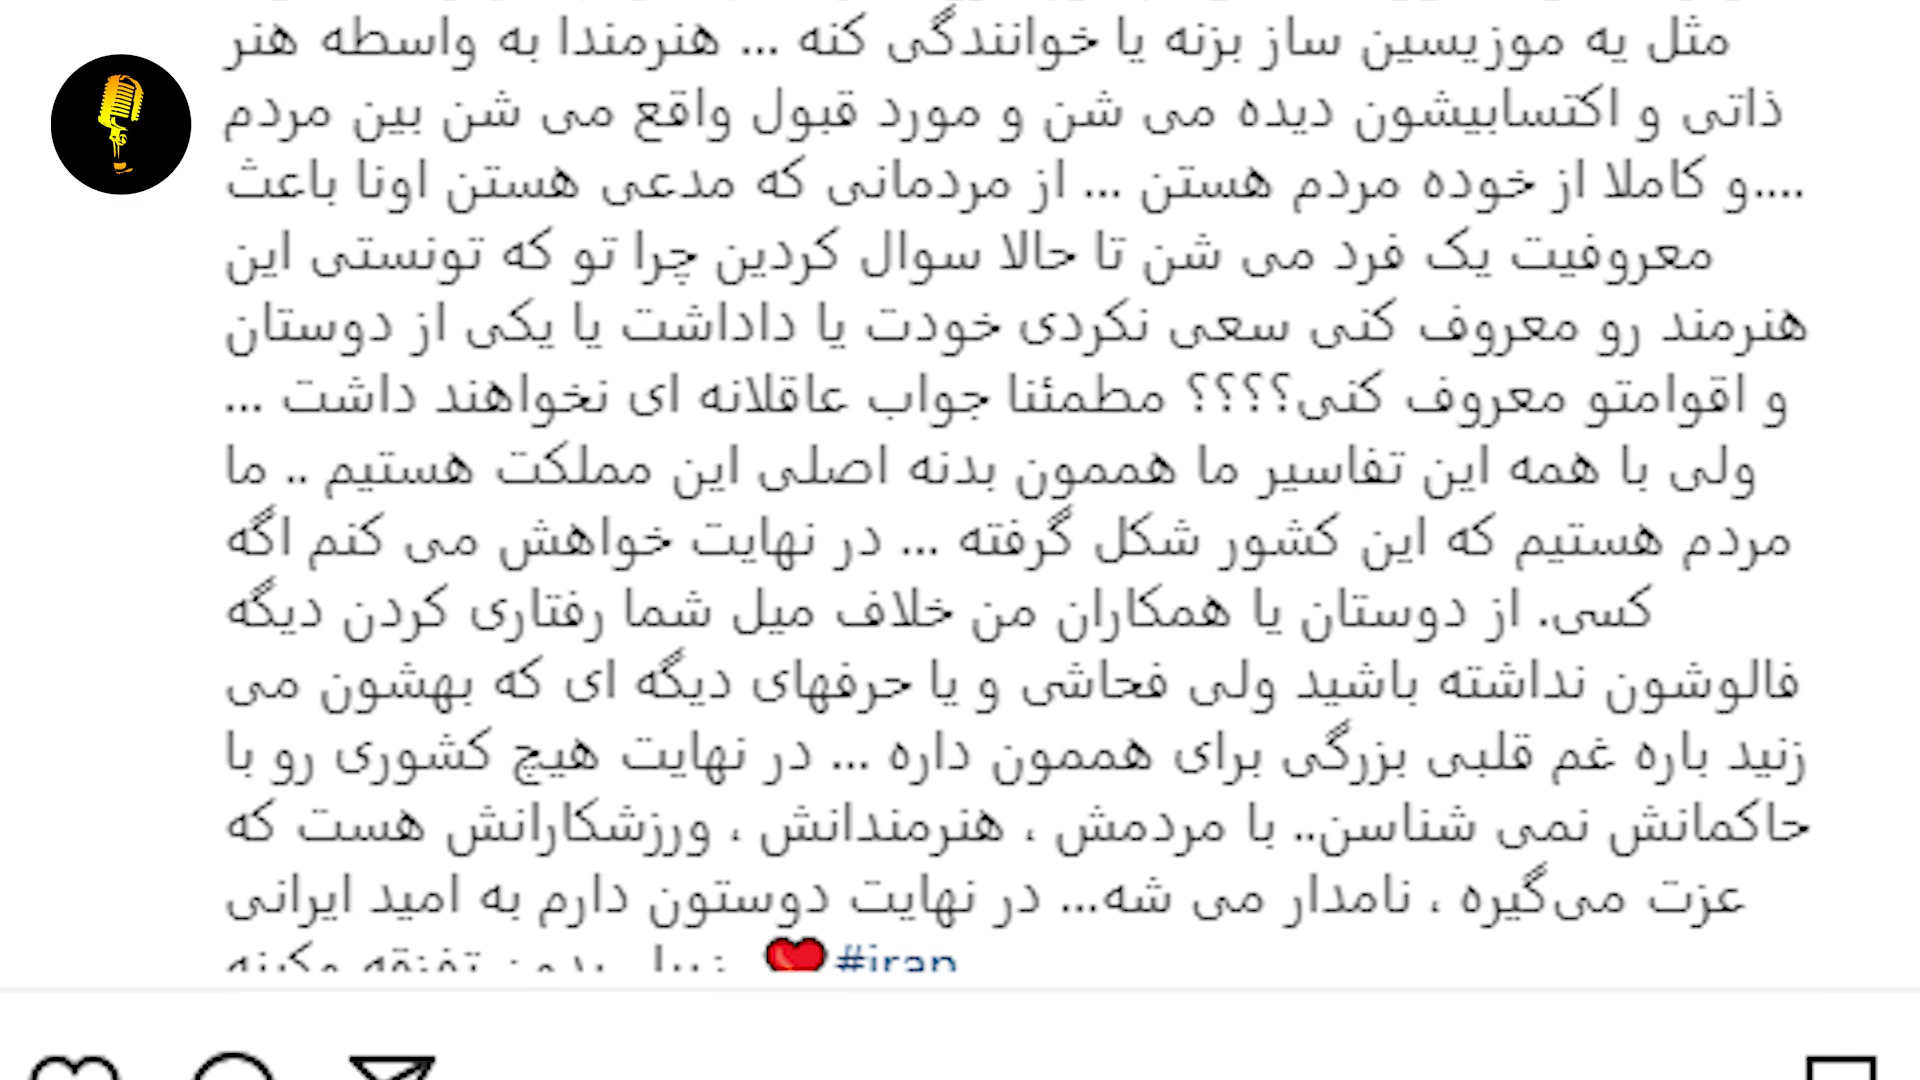 مثل یه موزیسین ساز بزنه یا خوانندگی کنه ... هنرمندا به واسطه هنر
ذاتی و اکتسابیشون دیده می شن و مورد قبول واقع می شن بین مردم
....و کاملا از خوده مردم هستن ... از مردمانی که مدعی هستن اونا باعث
معروفیت یک فرد می شن تا حالا سوال کردین چرا تو که تونستی این
هنرمند رو معروف کنی سعی نکردی خودت یا داداشت یا یکی از دوستان
و اقوامتو معروف کنی؟؟؟؟ مطمئنا جواب عاقلانه ای نخواهند داشت ...
ولی با همه این تفاسیر ما هممون بدنه اصلی این مملکت هستیم .. ما
مردم هستیم که این کشور شکل گرفته ... در نهایت خواهش می کنم اگه
کسی. از دوستان یا همکاران من خلاف میل شما رفتاری کردن دیگه
فالوشون نداشته باشید ولی فحاشی و یا حرفهای دیگه ای که بهشون می
زنید باره غم قلبی بزرگی برای هممون داره ... در نهایت هیچ کشوری رو با
حاکمانش نمی شناسن.. با مردمش ، هنرمندانش ، ورزشکارانش هست که
عزت می‌گیره ، نامدار می شه... در نهایت دوستون دارم به امید ایرانی
#iran